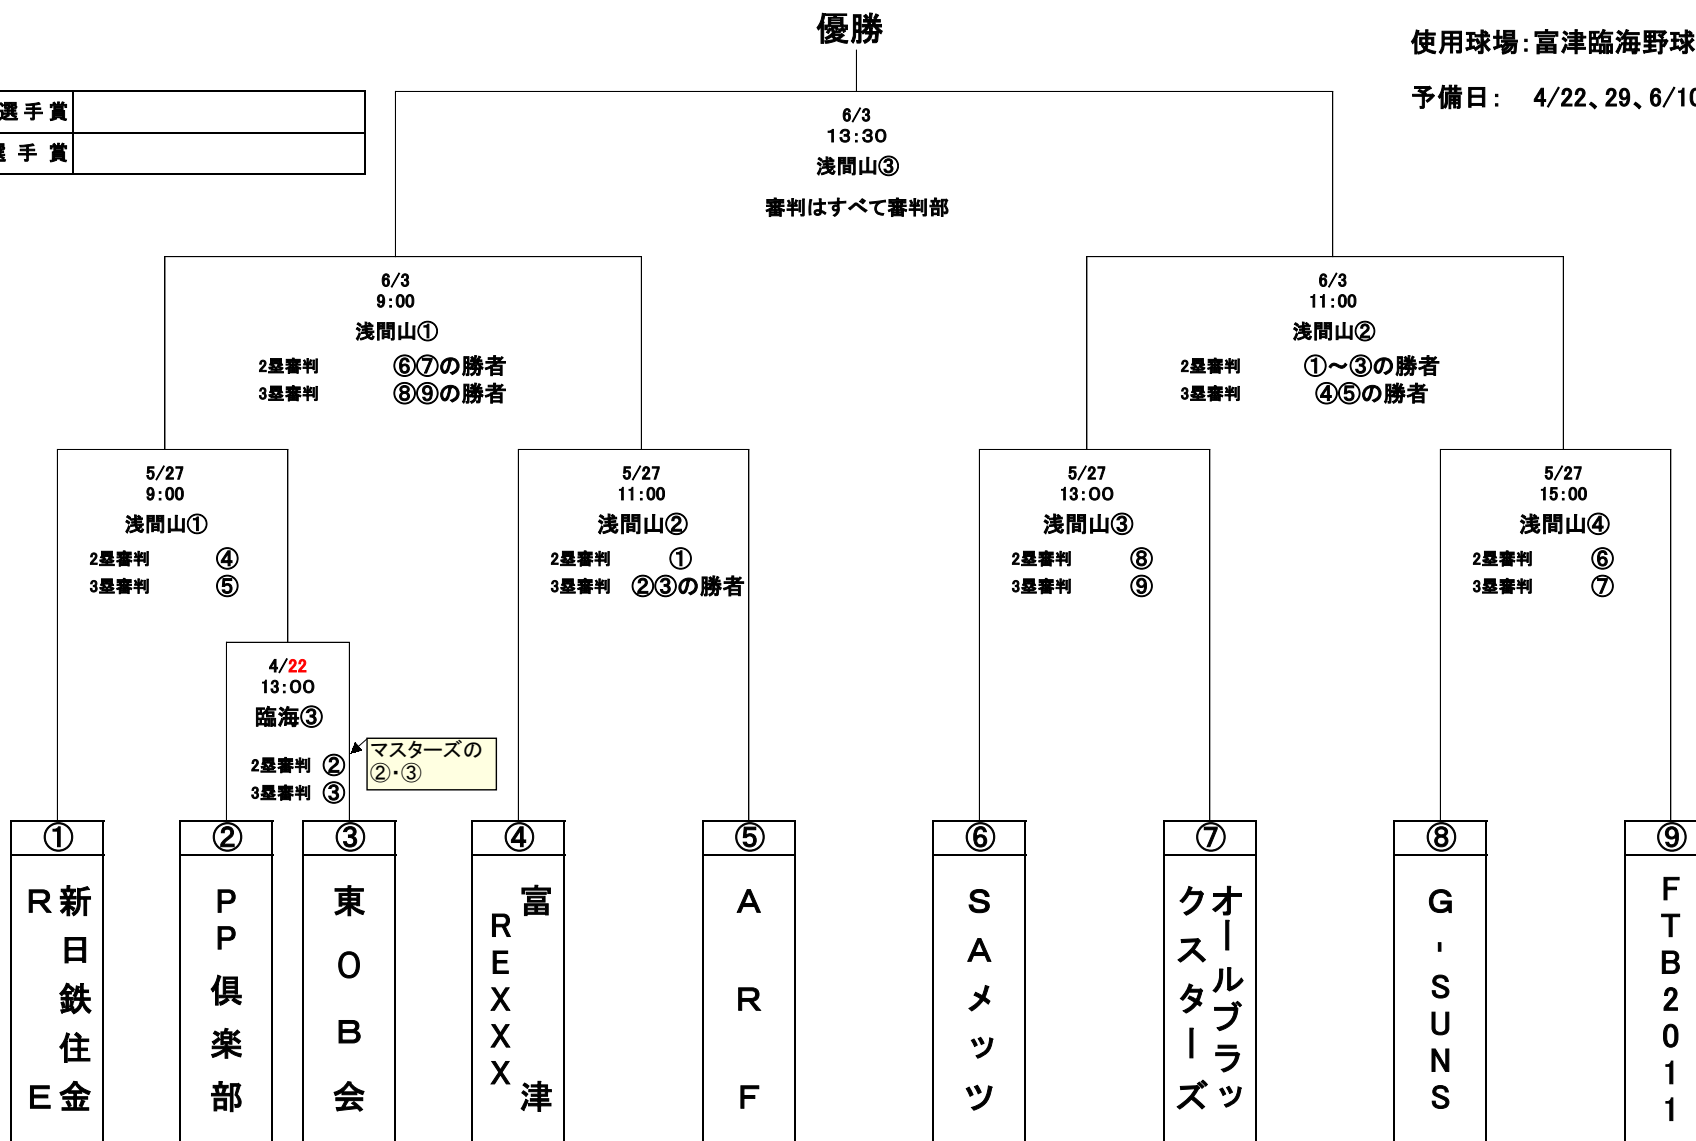 優勝
使用球場：富津臨海野球
予備日： 4/22、29、6/10
選手賞
選手賞
6/3
13:30
浅間山③
審判はすべて審判部
6/3
9:00
浅間山①
2塁審判 ⑥⑦の勝者
3塁審判 ⑧⑨の勝者
6/3
11:00
浅間山②
2塁審判 ①～③の勝者
3塁審判 ④⑤の勝者
5/27
9:00
浅間山①
2塁審判 ④
3塁審判 ⑤
5/27
11:00
浅間山②
2塁審判 ①
3塁審判 ②③の勝者
5/27
13:00
浅間山③
2塁審判 ⑧
3塁審判 ⑨
5/27
15:00
浅間山④
2塁審判 ⑥
3塁審判 ⑦
4/22
13:00
臨海③
2塁審判 ②
3塁審判 ③
マスターズの
②・③
①
新日鉄住金
RE
②
PP倶楽部
③
東OB会
④
富津
REXXX
⑤
ARF
⑥
SAメッツ
⑦
オールブラッ
クスターズ
⑧
G-SUNS
⑨
FTB2011